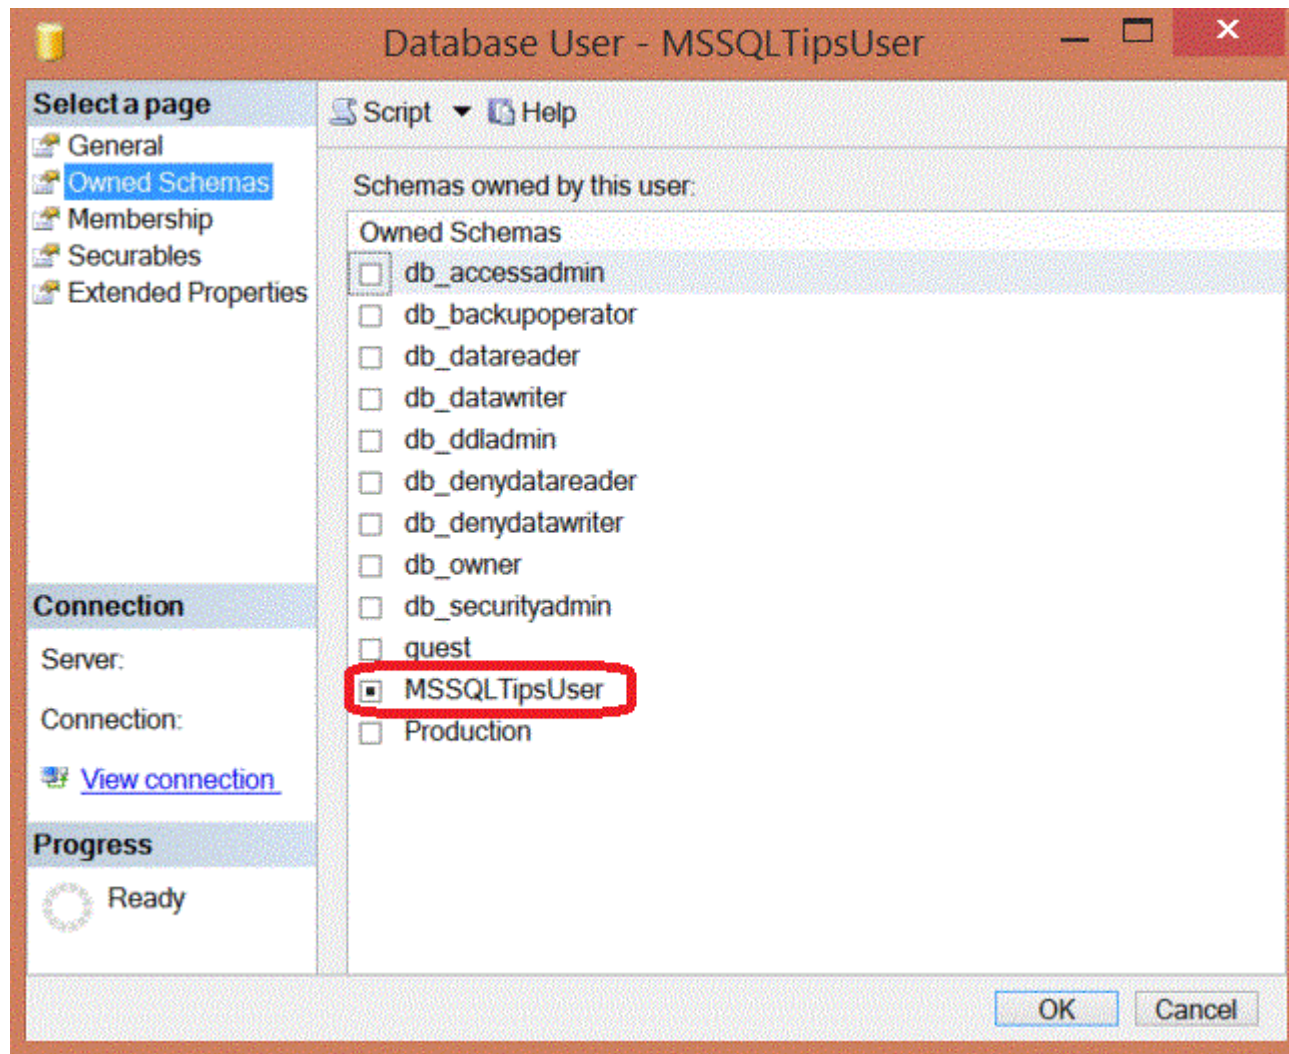 Database User - MSSQLTipsUser
Select a page
General
Owned Schemas
Membership
Securables
Extended Properties
Connection
Server:
Connection:
View connection
Progress
Ready
Script
Help
Schemas owned by this user:
Owned Schemas
db_accessadmin
db_backupoperator
db_datareader
db_datawriter
db_ddladmin
db_denydatareader
db_denydatawriter
db_owner
db_securityadmin
guest
MSSQLTipsUser
Production
OK
Cancel